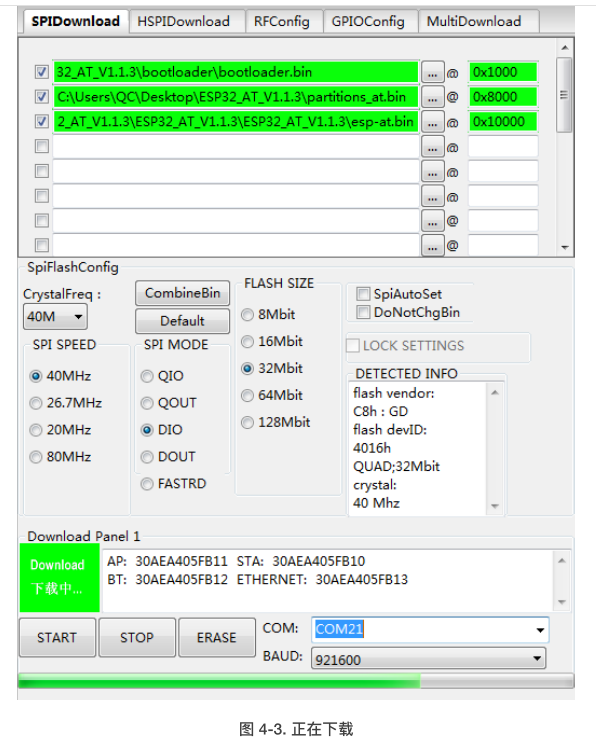 SPIDownload HSPIDownload RFConfig GPIOConfig MultiDownload
32_AT_V1.1.3\bootloader\bootloader.bin ... @ 0x1000
C:\Users\QC\Desktop\ESP32_AT_V1.1.3\partitions_at.bin ... @ 0x8000
2_AT_V1.1.3\ESP32_AT_V1.1.3\ESP32_AT_V1.1.3\esp-at.bin ... @ 0x10000
... @
... @
... @
... @
... @
SpiFlashConfig
CrystalFreq :
40M
CombineBin
Default
SPI SPEED
40MHz
26.7MHz
20MHz
80MHz
SPI MODE
QIO
QOUT
DIO
DOUT
FASTRD
FLASH SIZE
8Mbit
16Mbit
32Mbit
64Mbit
128Mbit
SpiAutoSet
DoNotChgBin
LOCK SETTINGS
DETECTED INFO
flash vendor:
C8h : GD
flash devID:
4016h
QUAD;32Mbit
crystal:
40 Mhz
Download Panel 1
Download
下载中...
AP: 30AEA405FB11 STA: 30AEA405FB10
BT: 30AEA405FB12 ETHERNET: 30AEA405FB13
START STOP ERASE
COM: COM21
BAUD: 921600
图 4-3. 正在下载